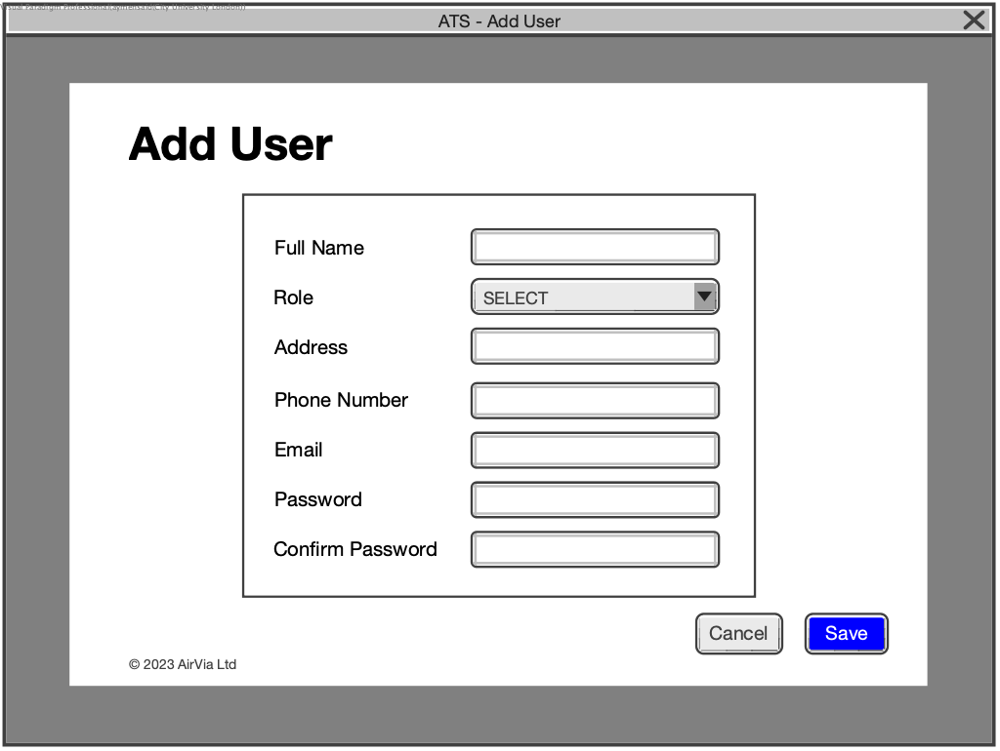 Visual Paradigm Professional(City University London))
ATS - Add User
Add User
Full Name
Role
SELECT
Address
Phone Number
Email
Password
Confirm Password
Cancel
Save
© 2023 AirVia Ltd